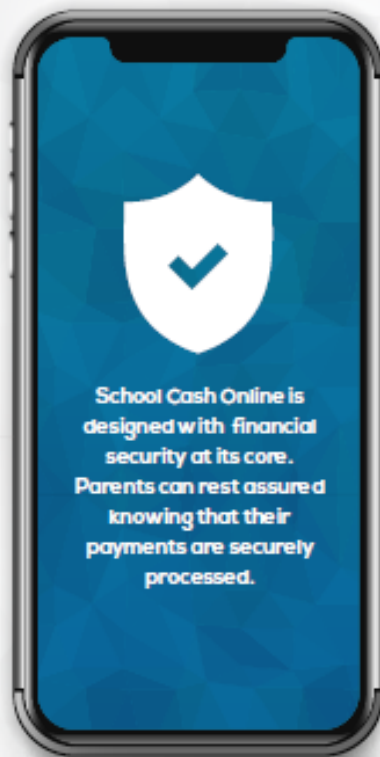 School Cash Online is
designed with financial
security at its core.
Parents can rest assured
knowing that their
payments are securely
processed.